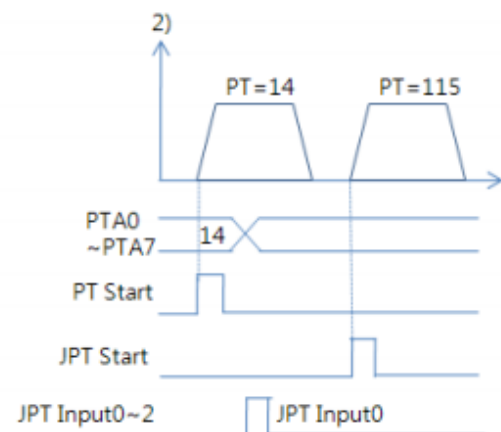 2)
PT=14 PT=115
PTA0
~PTA7
14
PT Start
JPT Start
JPT Input0~2 JPT Input0